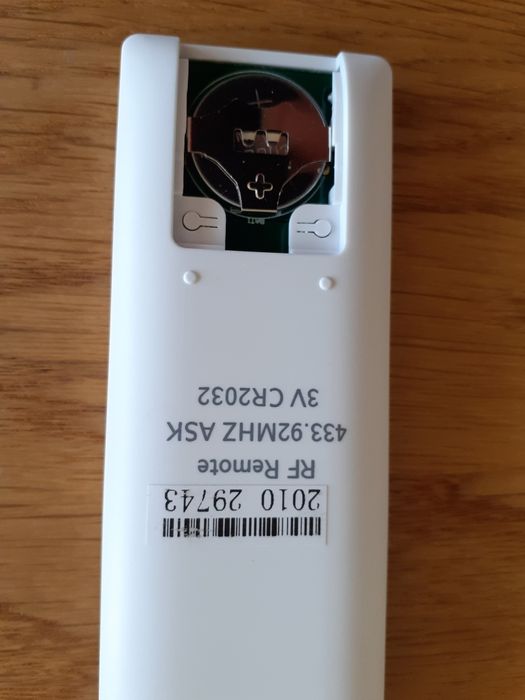 2010 29743
RF Remote
433.92MHZ ASK
3V CR2032